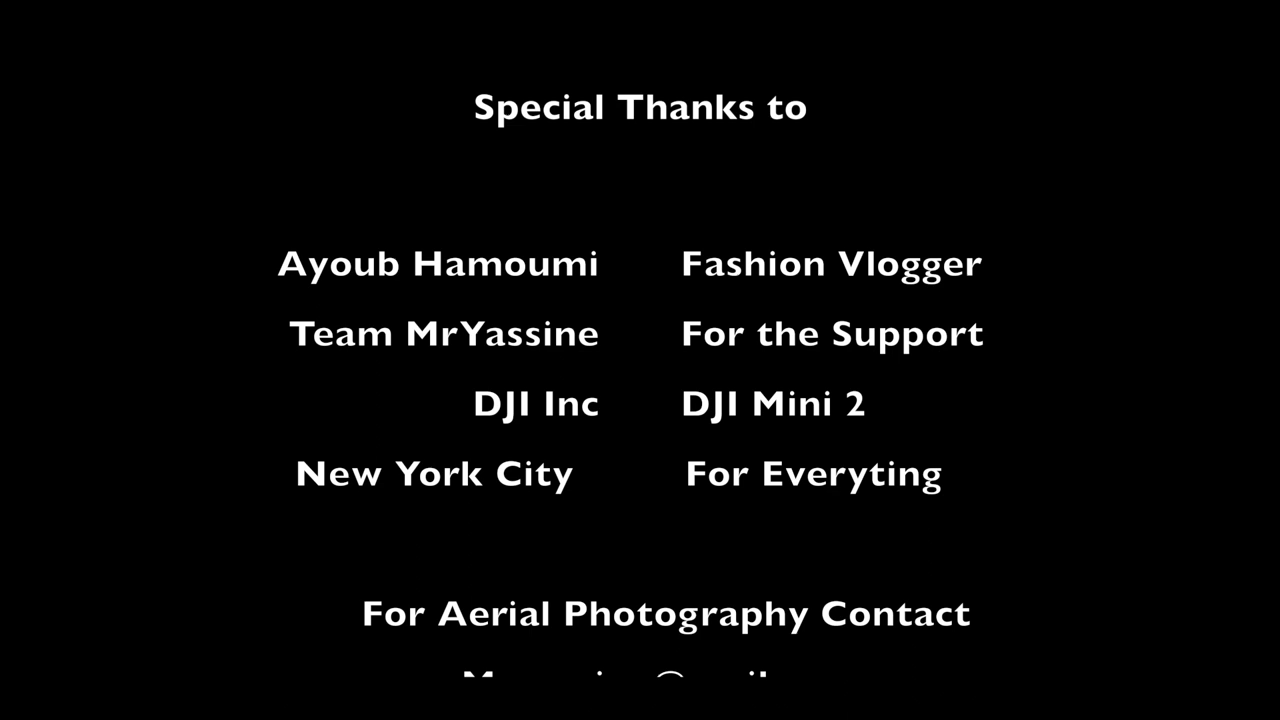 Special Thanks to
Ayoub Hamoumi Fashion Vlogger
Team MrYassine For the Support
DJI Inc DJI Mini 2
New York City For Everyting
For Aerial Photography Contact